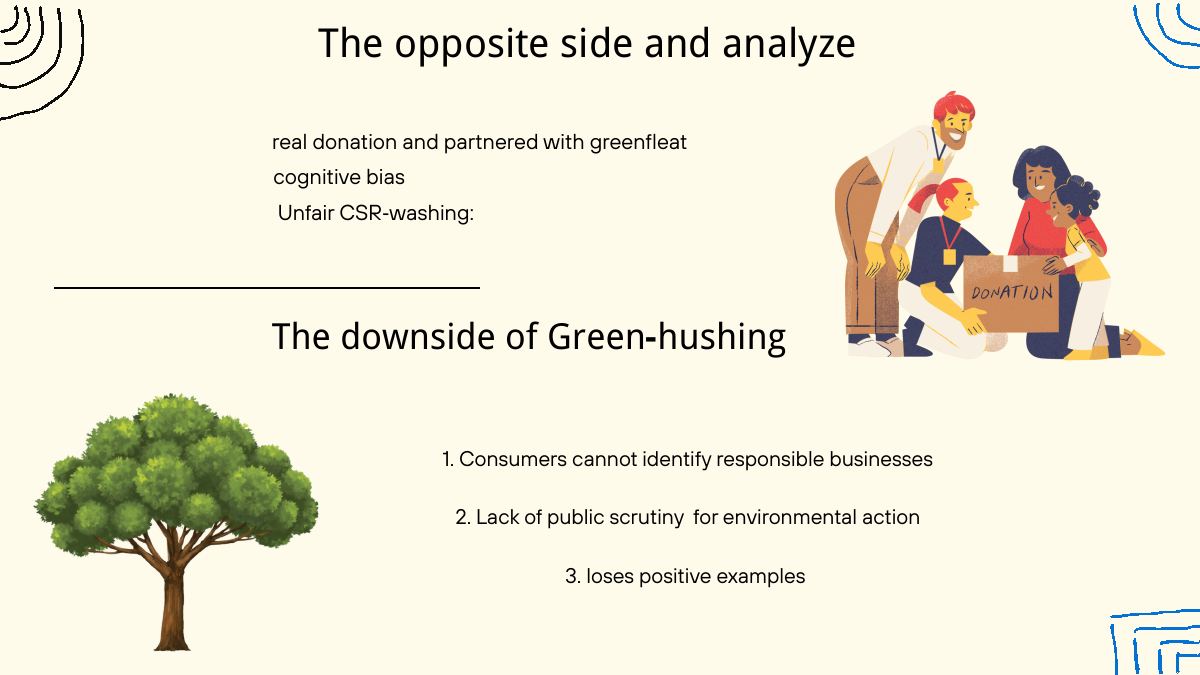 The opposite side and analyze
real donation and partnered with greenfleat
cognitive bias
Unfair CSR-washing:
DONATION
The downside of Green-hushing
1. Consumers cannot identify responsible businesses
2. Lack of public scrutiny for environmental action
3. loses positive examples